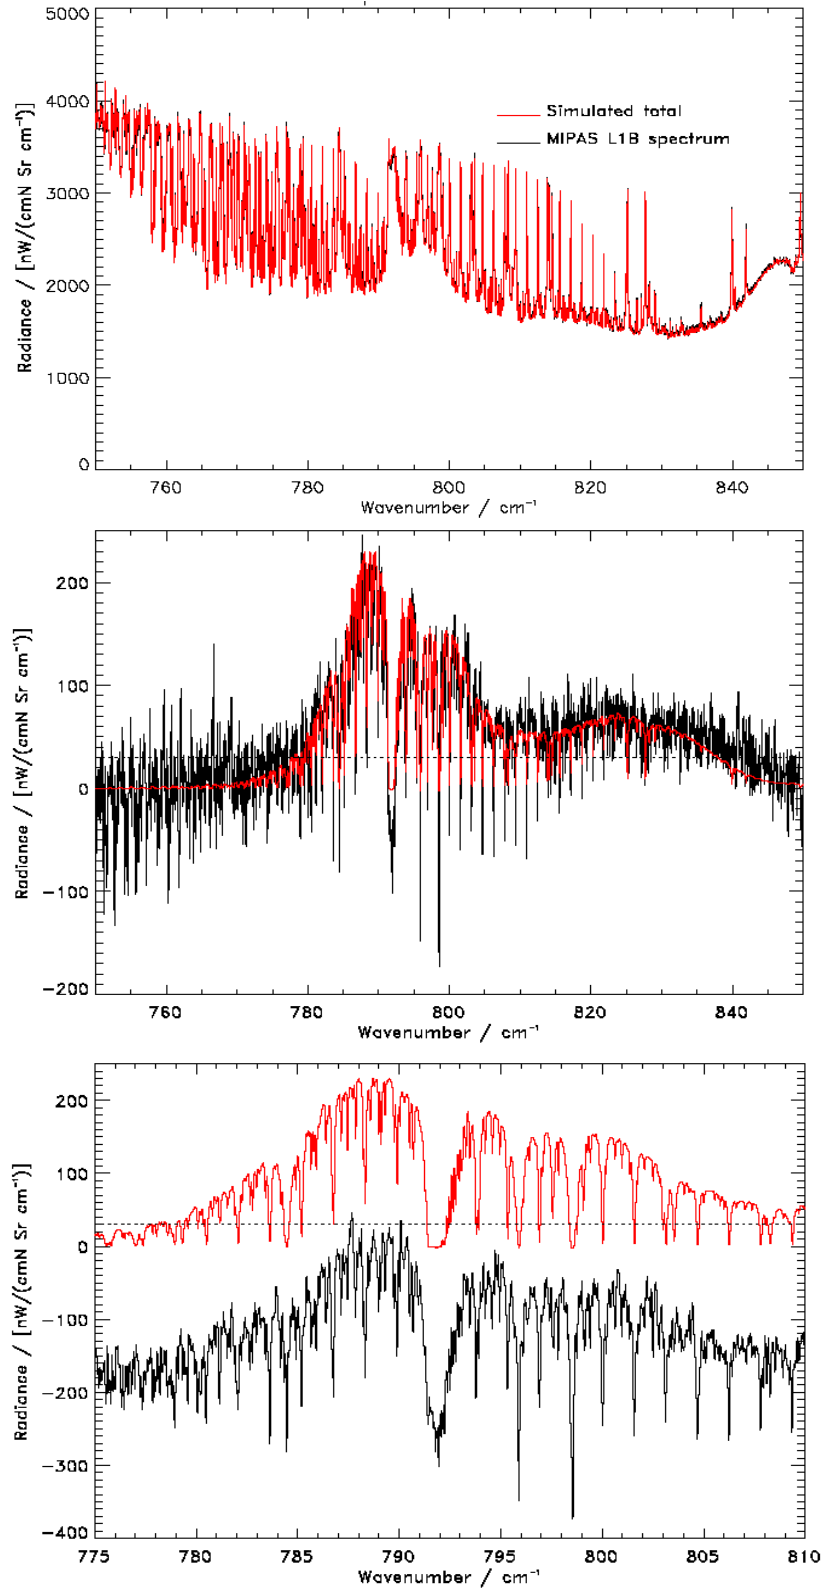 5000
4000
3000
2000
1000
0
Radiance / [nW/(cmN Sr cm⁻¹)]
Simulated total
MIPAS L1B spectrum
760 780 800 820 840
Wavenumber / cm⁻¹
200
100
0
-100
-200
Radiance / [nW/(cmN Sr cm⁻¹)]
760 780 800 820 840
Wavenumber / cm⁻¹
200
100
0
-100
-200
-300
-400
Radiance / [nW/(cmN Sr cm⁻¹)]
775 780 785 790 795 800 805 810
Wavenumber / cm⁻¹